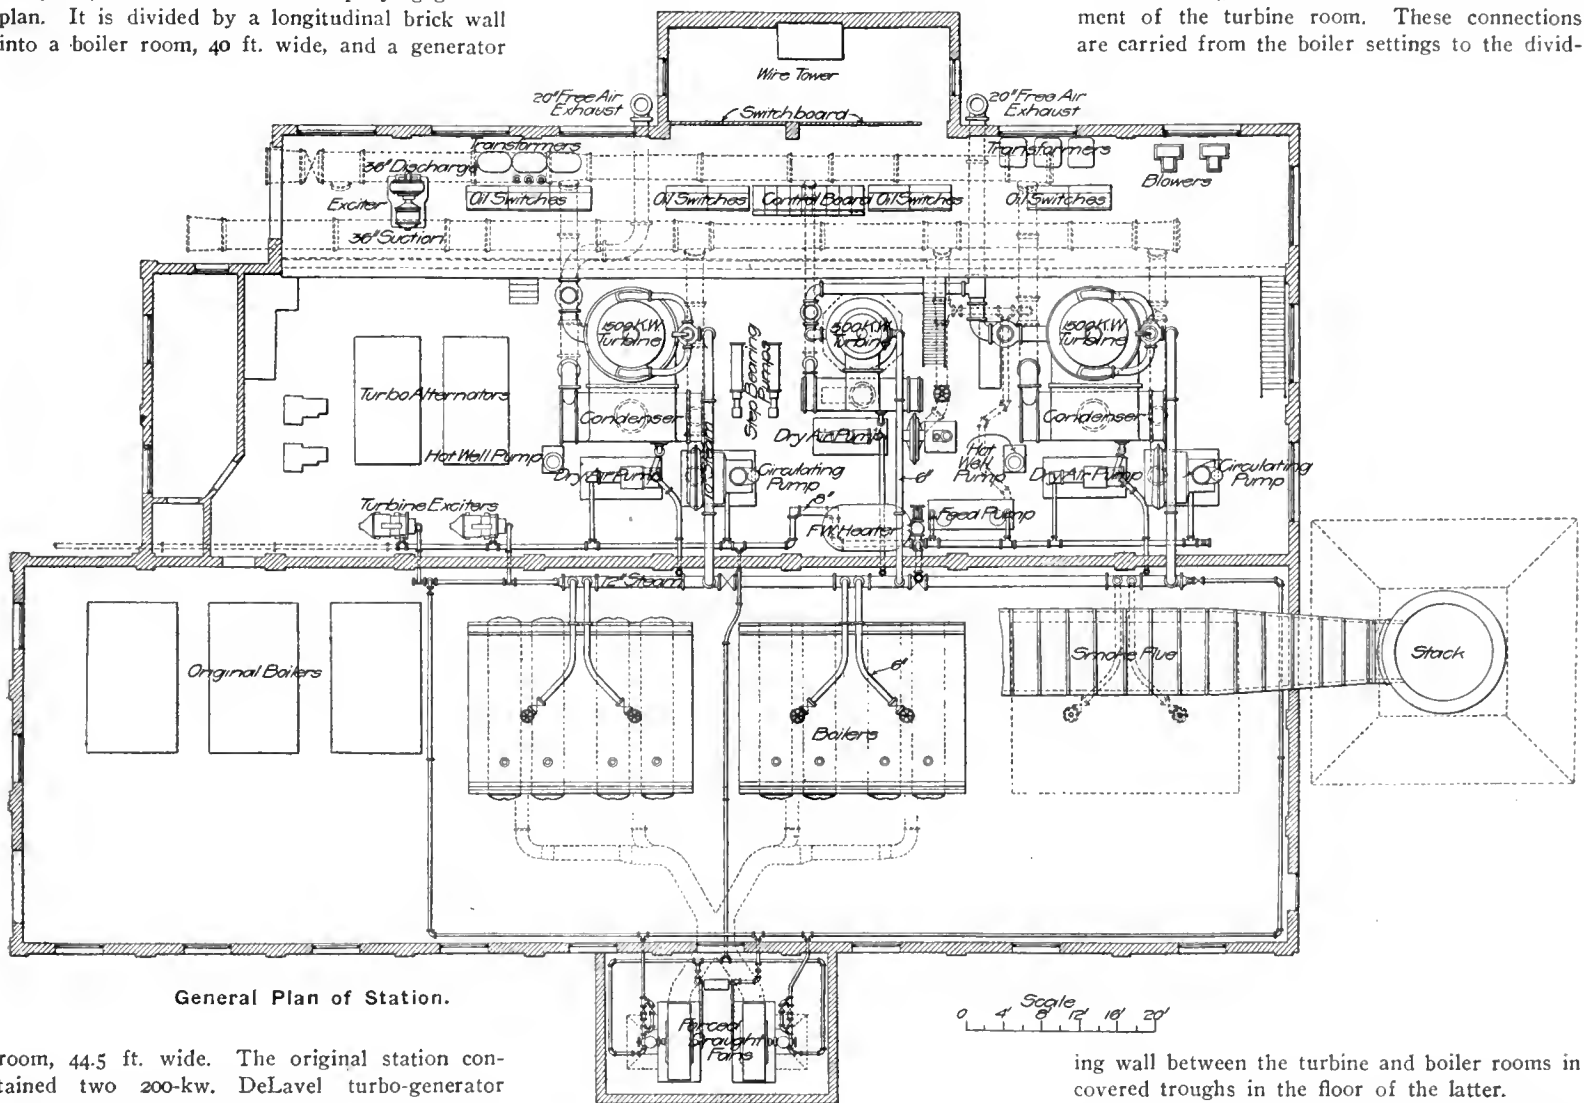 plan. It is divided by a longitudinal brick wall
into a boiler room, 40 ft. wide, and a generator
ment of the turbine room. These connections
are carried from the boiler settings to the divid-
Wire Tower
20" Free Air
Exhaust
Switchboard
20" Free Air
Exhaust
Transformers
Transformers
36" Discharge
Blowers
Exciter
Oil Switches
Oil Switches
Control Board
Oil Switches
Oil Switches
36" Suction
1500 K.W.
Turbine
500 K.W.
Turbine
1500 K.W.
Turbine
Step Bearing
Pumps
Turbo Alternators
Condenser
Condenser
Dry Air Pump
Hot Well Pump
Hot
Well
Pump
Dry Air Pump
Circulating
Pump
6"
Dry Air Pump
Circulating
Pump
Turbine Exciters
8"
Feed Pump
F.W. Heater
12" Steam
Original Boilers
Smoke Flue
Stack
6"
Boilers
General Plan of Station.
Scale
0 4' 8' 12' 16' 20'
Forced
Draught
Fans
room, 44.5 ft. wide. The original station con-
tained two 200-kw. DeLavel turbo-generator
ing wall between the turbine and boiler rooms in
covered troughs in the floor of the latter.